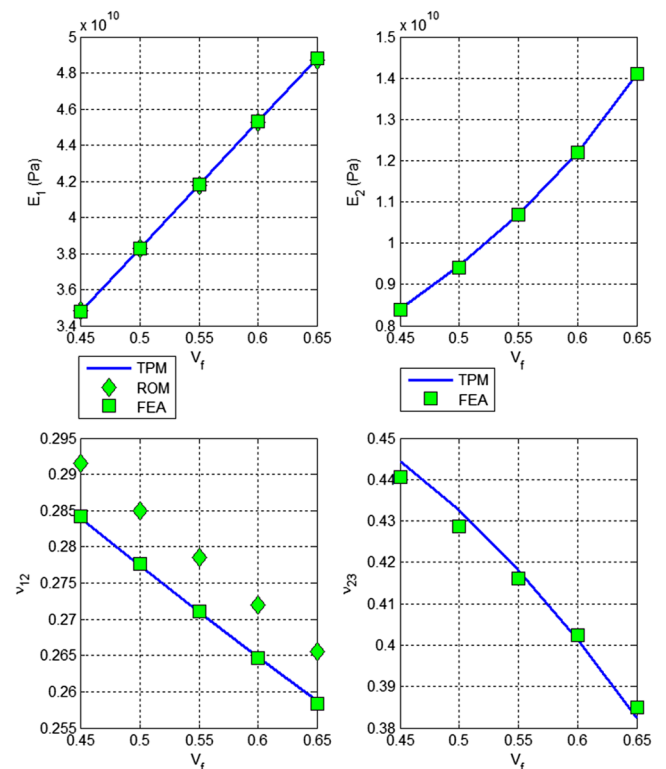 x 10^10
5
4.8
4.6
4.4
4.2
4
3.8
3.6
3.4
E1 (Pa)
0.45 0.5 0.55 0.6 0.65
Vf
x 10^10
1.5
1.4
1.3
1.2
1.1
1
0.9
0.8
E2 (Pa)
0.45 0.5 0.55 0.6 0.65
Vf
TPM
ROM
FEA
TPM
FEA
0.295
0.29
0.285
0.28
0.275
0.27
0.265
0.26
0.255
ν12
0.45 0.5 0.55 0.6 0.65
Vf
0.45
0.44
0.43
0.42
0.41
0.4
0.39
0.38
ν23
0.45 0.5 0.55 0.6 0.65
Vf